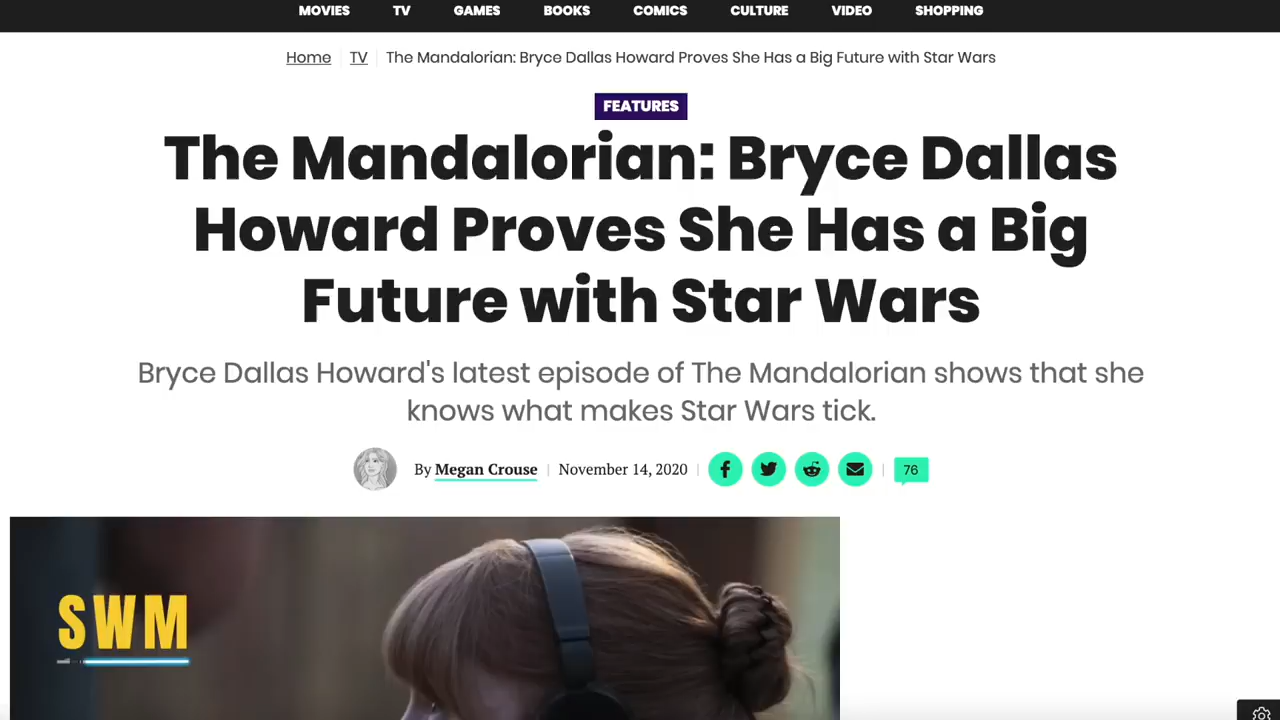 MOVIES TV GAMES BOOKS COMICS CULTURE VIDEO SHOPPING
Home TV The Mandalorian: Bryce Dallas Howard Proves She Has a Big Future with Star Wars
FEATURES
The Mandalorian: Bryce Dallas
Howard Proves She Has a Big
Future with Star Wars
Bryce Dallas Howard's latest episode of The Mandalorian shows that she
knows what makes Star Wars tick.
By Megan Crouse | November 14, 2020 | 76
SWM